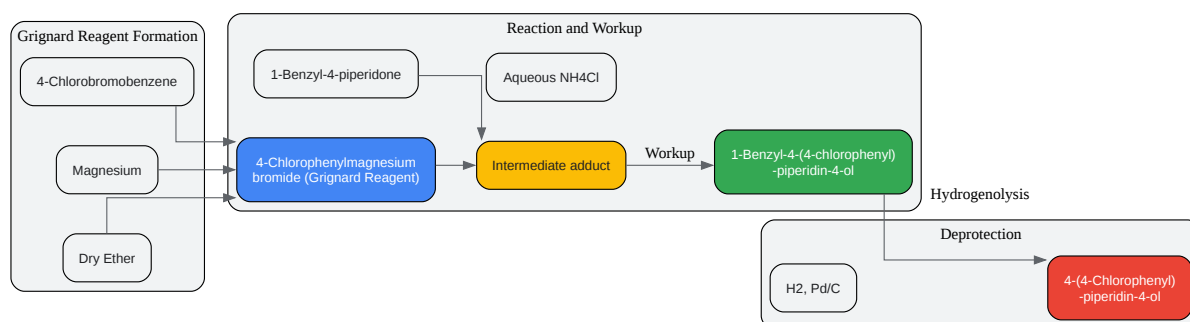 Grignard Reagent Formation
4-Chlorobromobenzene
Magnesium
Dry Ether
Reaction and Workup
1-Benzyl-4-piperidone
Aqueous NH4Cl
4-Chlorophenylmagnesium
bromide (Grignard Reagent)
Intermediate adduct
Workup
1-Benzyl-4-(4-chlorophenyl)
-piperidin-4-ol
Hydrogenolysis
Deprotection
H2, Pd/C
4-(4-Chlorophenyl)
-piperidin-4-ol